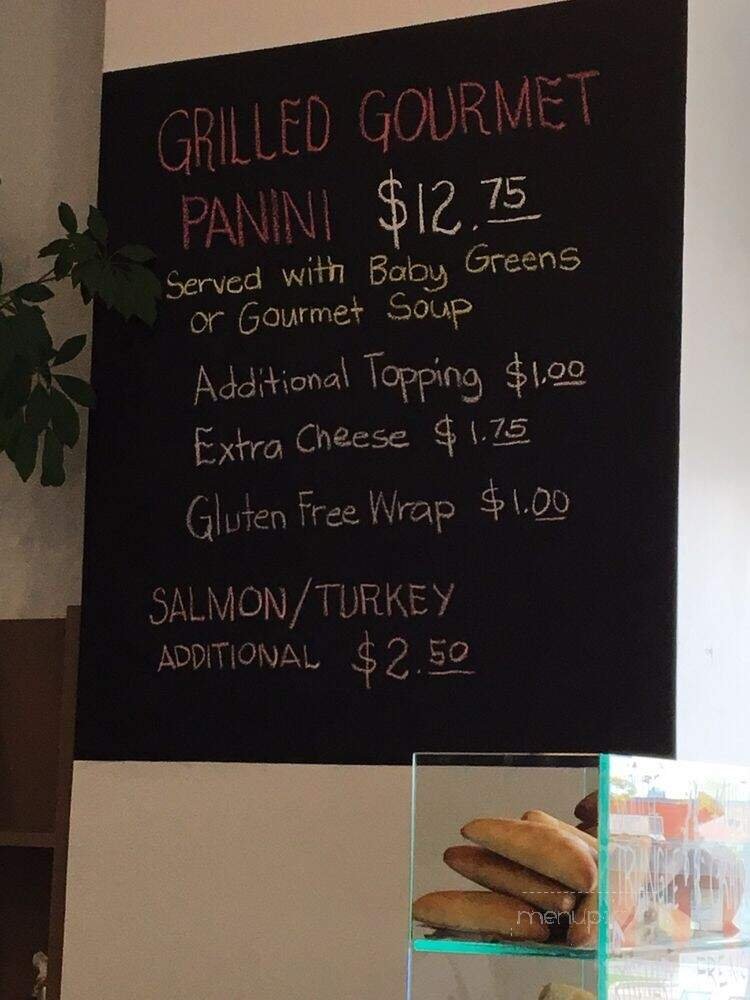 GRILLED GOURMET
PANINI $12.75
Served with Baby Greens
or Gourmet Soup
Additional Topping $1.00
Extra Cheese $1.75
Gluten Free Wrap $1.00
SALMON/TURKEY
ADDITIONAL $2.50
menupix